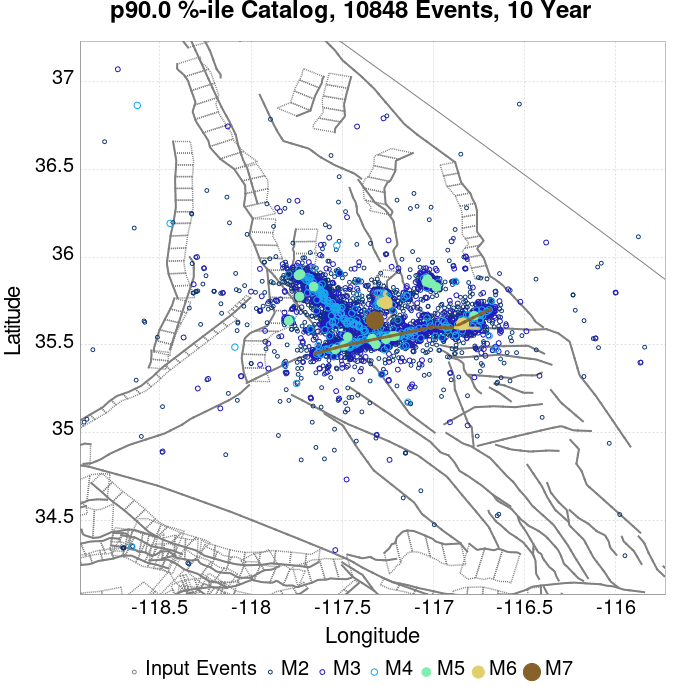 p90.0 %-ile Catalog, 10848 Events, 10 Year
37
36.5
36
35.5
35
34.5
Latitude
-118.5 -118 -117.5 -117 -116.5 -116
Longitude
Input Events M2 M3 M4 M5 M6 M7